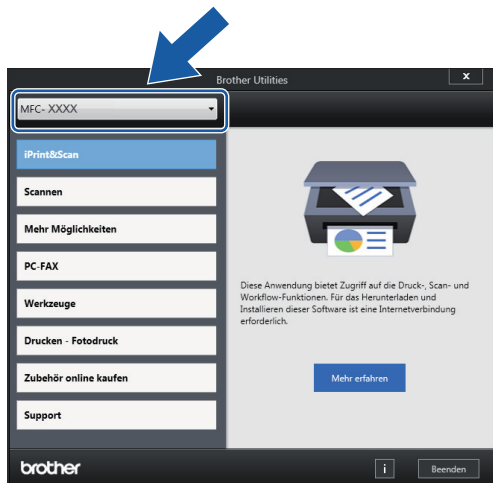 Brother Utilities
x
MFC- XXXX
iPrint&Scan
Scannen
Mehr Möglichkeiten
PC-FAX
Werkzeuge
Drucken - Fotodruck
Zubehör online kaufen
Support
Diese Anwendung bietet Zugriff auf die Druck-, Scan- und
Workflow-Funktionen. Für das Herunterladen und
Installieren dieser Software ist eine Internetverbindung
erforderlich.
Mehr erfahren
brother
i
Beenden